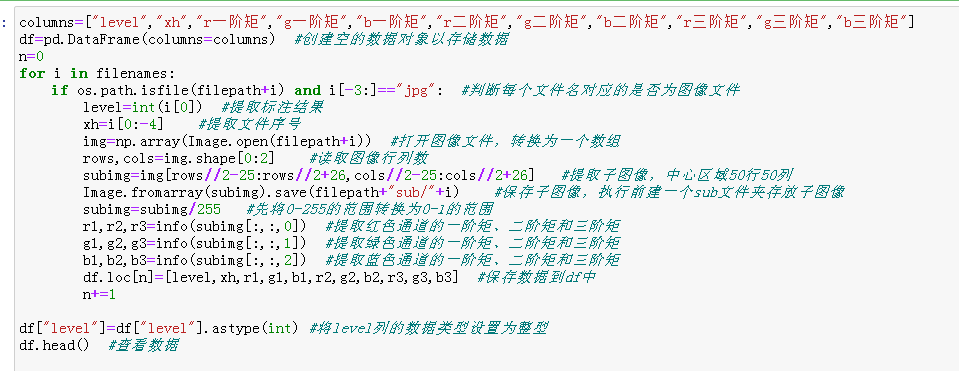 :
columns=["level","xh","r一阶矩","g一阶矩","b一阶矩","r二阶矩","g二阶矩","b二阶矩","r三阶矩","g三阶矩","b三阶矩"]
df=pd.DataFrame(columns=columns)  #创建空的数据对象以存储数据
n=0
for i in filenames:
    if os.path.isfile(filepath+i) and i[-3:]=="jpg":  #判断每个文件名对应的是否为图像文件
        level=int(i[0])  #提取标注结果
        xh=i[0:-4]    #提取文件序号
        img=np.array(Image.open(filepath+i))  #打开图像文件，转换为一个数组
        rows,cols=img.shape[0:2]    #读取图像行列数
        subimg=img[rows//2-25:rows//2+26,cols//2-25:cols//2+26]   #提取子图像，中心区域50行50列
        Image.fromarray(subimg).save(filepath+"sub/"+i)    #保存子图像，执行前建一个sub文件夹存放子图像
        subimg=subimg/255   #先将0-255的范围转换为0-1的范围
        r1,r2,r3=info(subimg[:,:,0])  #提取红色通道的一阶矩、二阶矩和三阶矩
        g1,g2,g3=info(subimg[:,:,1])  #提取绿色通道的一阶矩、二阶矩和三阶矩
        b1,b2,b3=info(subimg[:,:,2])  #提取蓝色通道的一阶矩、二阶矩和三阶矩
        df.loc[n]=[level,xh,r1,g1,b1,r2,g2,b2,r3,g3,b3]  #保存数据到df中
        n+=1
df["level"]=df["level"].astype(int) #将level列的数据类型设置为整型
df.head()  #查看数据